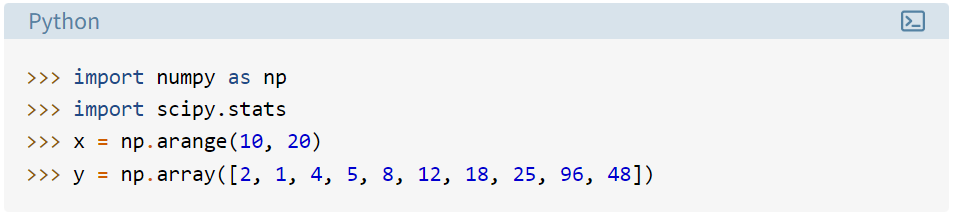 Python
>>> import numpy as np
>>> import scipy.stats
>>> x = np.arange(10, 20)
>>> y = np.array([2, 1, 4, 5, 8, 12, 18, 25, 96, 48])